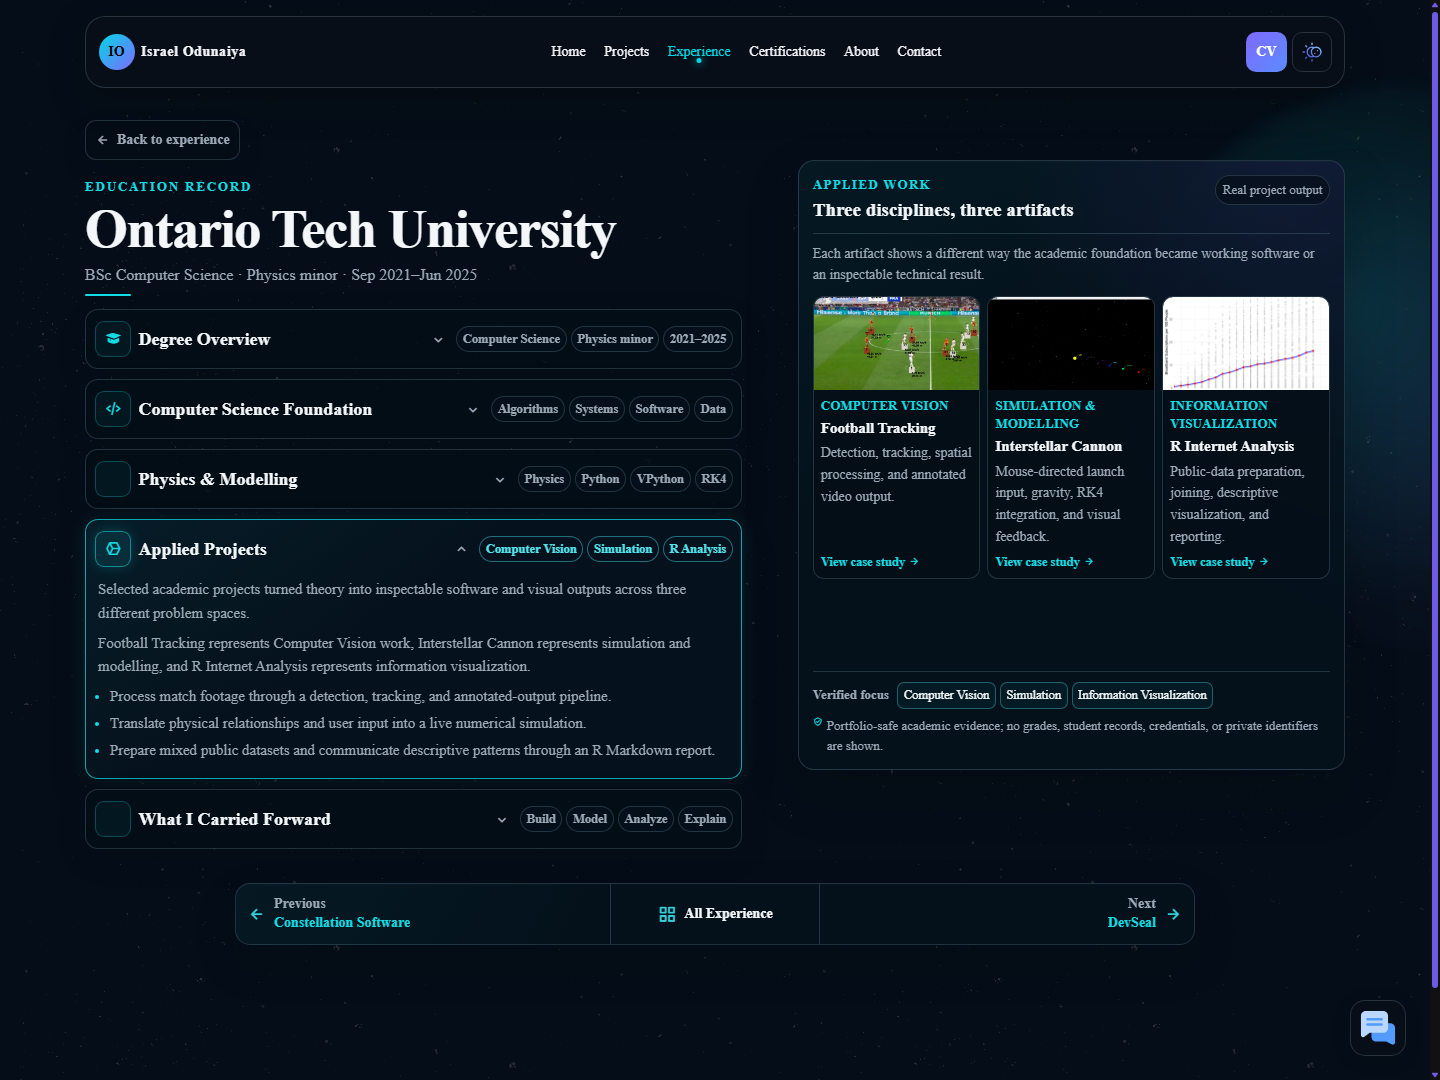 IO Israel Odunaiya
Home Projects Experience Certifications About Contact
CV
Back to experience
EDUCATION RECORD
Ontario Tech University
BSc Computer Science · Physics minor · Sep 2021–Jun 2025
Degree Overview
Computer Science Physics minor 2021–2025
Computer Science Foundation
Algorithms Systems Software Data
Physics & Modelling
Physics Python VPython RK4
Applied Projects
Computer Vision Simulation R Analysis
Selected academic projects turned theory into inspectable software and visual outputs across three
different problem spaces.
Football Tracking represents Computer Vision work, Interstellar Cannon represents simulation and
modelling, and R Internet Analysis represents information visualization.
Process match footage through a detection, tracking, and annotated-output pipeline.
Translate physical relationships and user input into a live numerical simulation.
Prepare mixed public datasets and communicate descriptive patterns through an R Markdown report.
What I Carried Forward
Build Model Analyze Explain
APPLIED WORK
Three disciplines, three artifacts
Real project output
Each artifact shows a different way the academic foundation became working software or
an inspectable technical result.
COMPUTER VISION
Football Tracking
Detection, tracking, spatial
processing, and annotated
video output.
View case study
SIMULATION &
MODELLING
Interstellar Cannon
Mouse-directed launch
input, gravity, RK4
integration, and visual
feedback.
View case study
INFORMATION
VISUALIZATION
R Internet Analysis
Public-data preparation,
joining, descriptive
visualization, and
reporting.
View case study
Verified focus Computer Vision Simulation Information Visualization
Portfolio-safe academic evidence; no grades, student records, credentials, or private identifiers
are shown.
Previous
Constellation Software
All Experience
Next
DevSeal